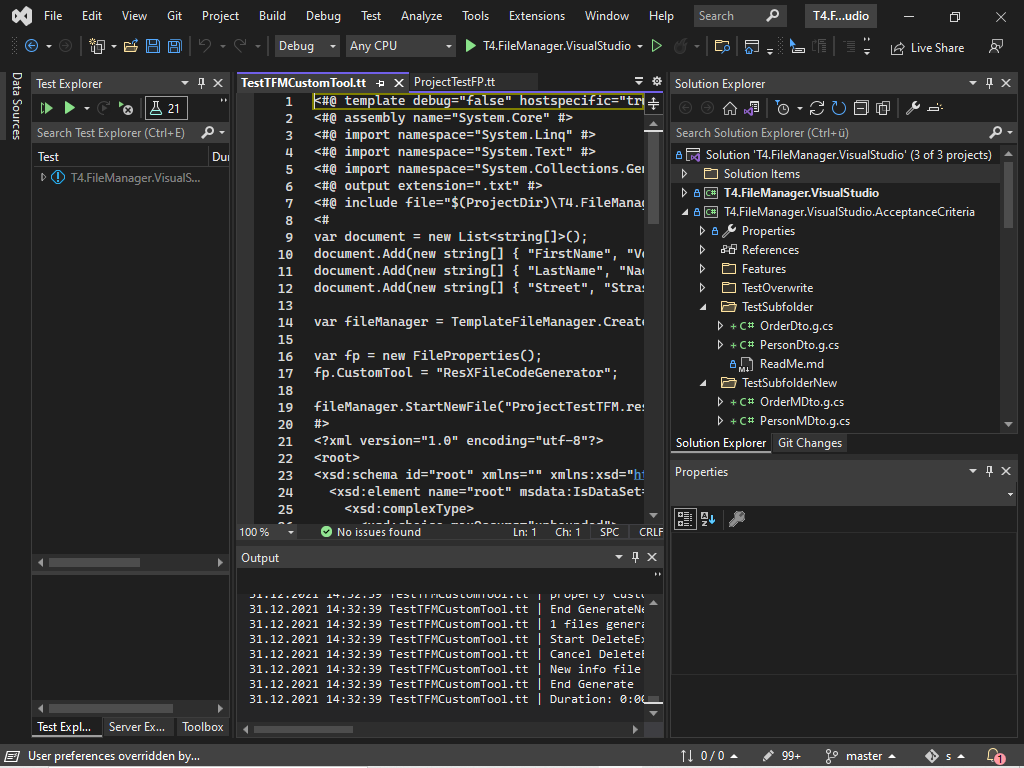 File Edit View Git Project Build Debug Test Analyze Tools Extensions Window Help Search T4.F...udio
Debug Any CPU T4.FileManager.VisualStudio Live Share
Data Sources
Test Explorer
21
Search Test Explorer (Ctrl+E)
Test Dur
T4.FileManager.VisualS...
Test Expl... Server Ex... Toolbox
TestTFMCustomTool.tt ProjectTestFP.tt
1 <#@ template debug="false" hostspecific="tr
2 <#@ assembly name="System.Core" #>
3 <#@ import namespace="System.Linq" #>
4 <#@ import namespace="System.Text" #>
5 <#@ import namespace="System.Collections.Gen
6 <#@ output extension=".txt" #>
7 <#@ include file="$(ProjectDir)\T4.FileManag
8 <#
9 var document = new List<string[]>();
10 document.Add(new string[] { "FirstName", "Vo
11 document.Add(new string[] { "LastName", "Nac
12 document.Add(new string[] { "Street", "Stras
13
14 var fileManager = TemplateFileManager.Create
15
16 var fp = new FileProperties();
17 fp.CustomTool = "ResXFileCodeGenerator";
18
19 fileManager.StartNewFile("ProjectTestTFM.res
20 #>
21 <?xml version="1.0" encoding="utf-8"?>
22 <root>
23 <xsd:schema id="root" xmlns="" xmlns:xsd="ht
24 <xsd:element name="root" msdata:IsDataSet=
25 <xsd:complexType>
26 <xsd:choice maxOccurs="unbounded">
100 % No issues found Ln: 1 Ch: 1 SPC CRLF
Output
31.12.2021 14:32:39 TestTFMCustomTool.tt | property Custo
31.12.2021 14:32:39 TestTFMCustomTool.tt | End GenerateNe
31.12.2021 14:32:39 TestTFMCustomTool.tt | 1 files genera
31.12.2021 14:32:39 TestTFMCustomTool.tt | Start DeleteEx
31.12.2021 14:32:39 TestTFMCustomTool.tt | Cancel DeleteE
31.12.2021 14:32:39 TestTFMCustomTool.tt | New info file
31.12.2021 14:32:39 TestTFMCustomTool.tt | End Generate
31.12.2021 14:32:39 TestTFMCustomTool.tt | Duration: 0:00
Solution Explorer
Search Solution Explorer (Ctrl+ü)
Solution 'T4.FileManager.VisualStudio' (3 of 3 projects)
Solution Items
C# T4.FileManager.VisualStudio
C# T4.FileManager.VisualStudio.AcceptanceCriteria
Properties
References
Features
TestOverwrite
TestSubfolder
+ C# OrderDto.g.cs
+ C# PersonDto.g.cs
ReadMe.md
TestSubfolderNew
+ C# OrderMDto.g.cs
+ C# PersonMDto.g.cs
Solution Explorer Git Changes
Properties
User preferences overridden by... 0 / 0 99+ master s 1